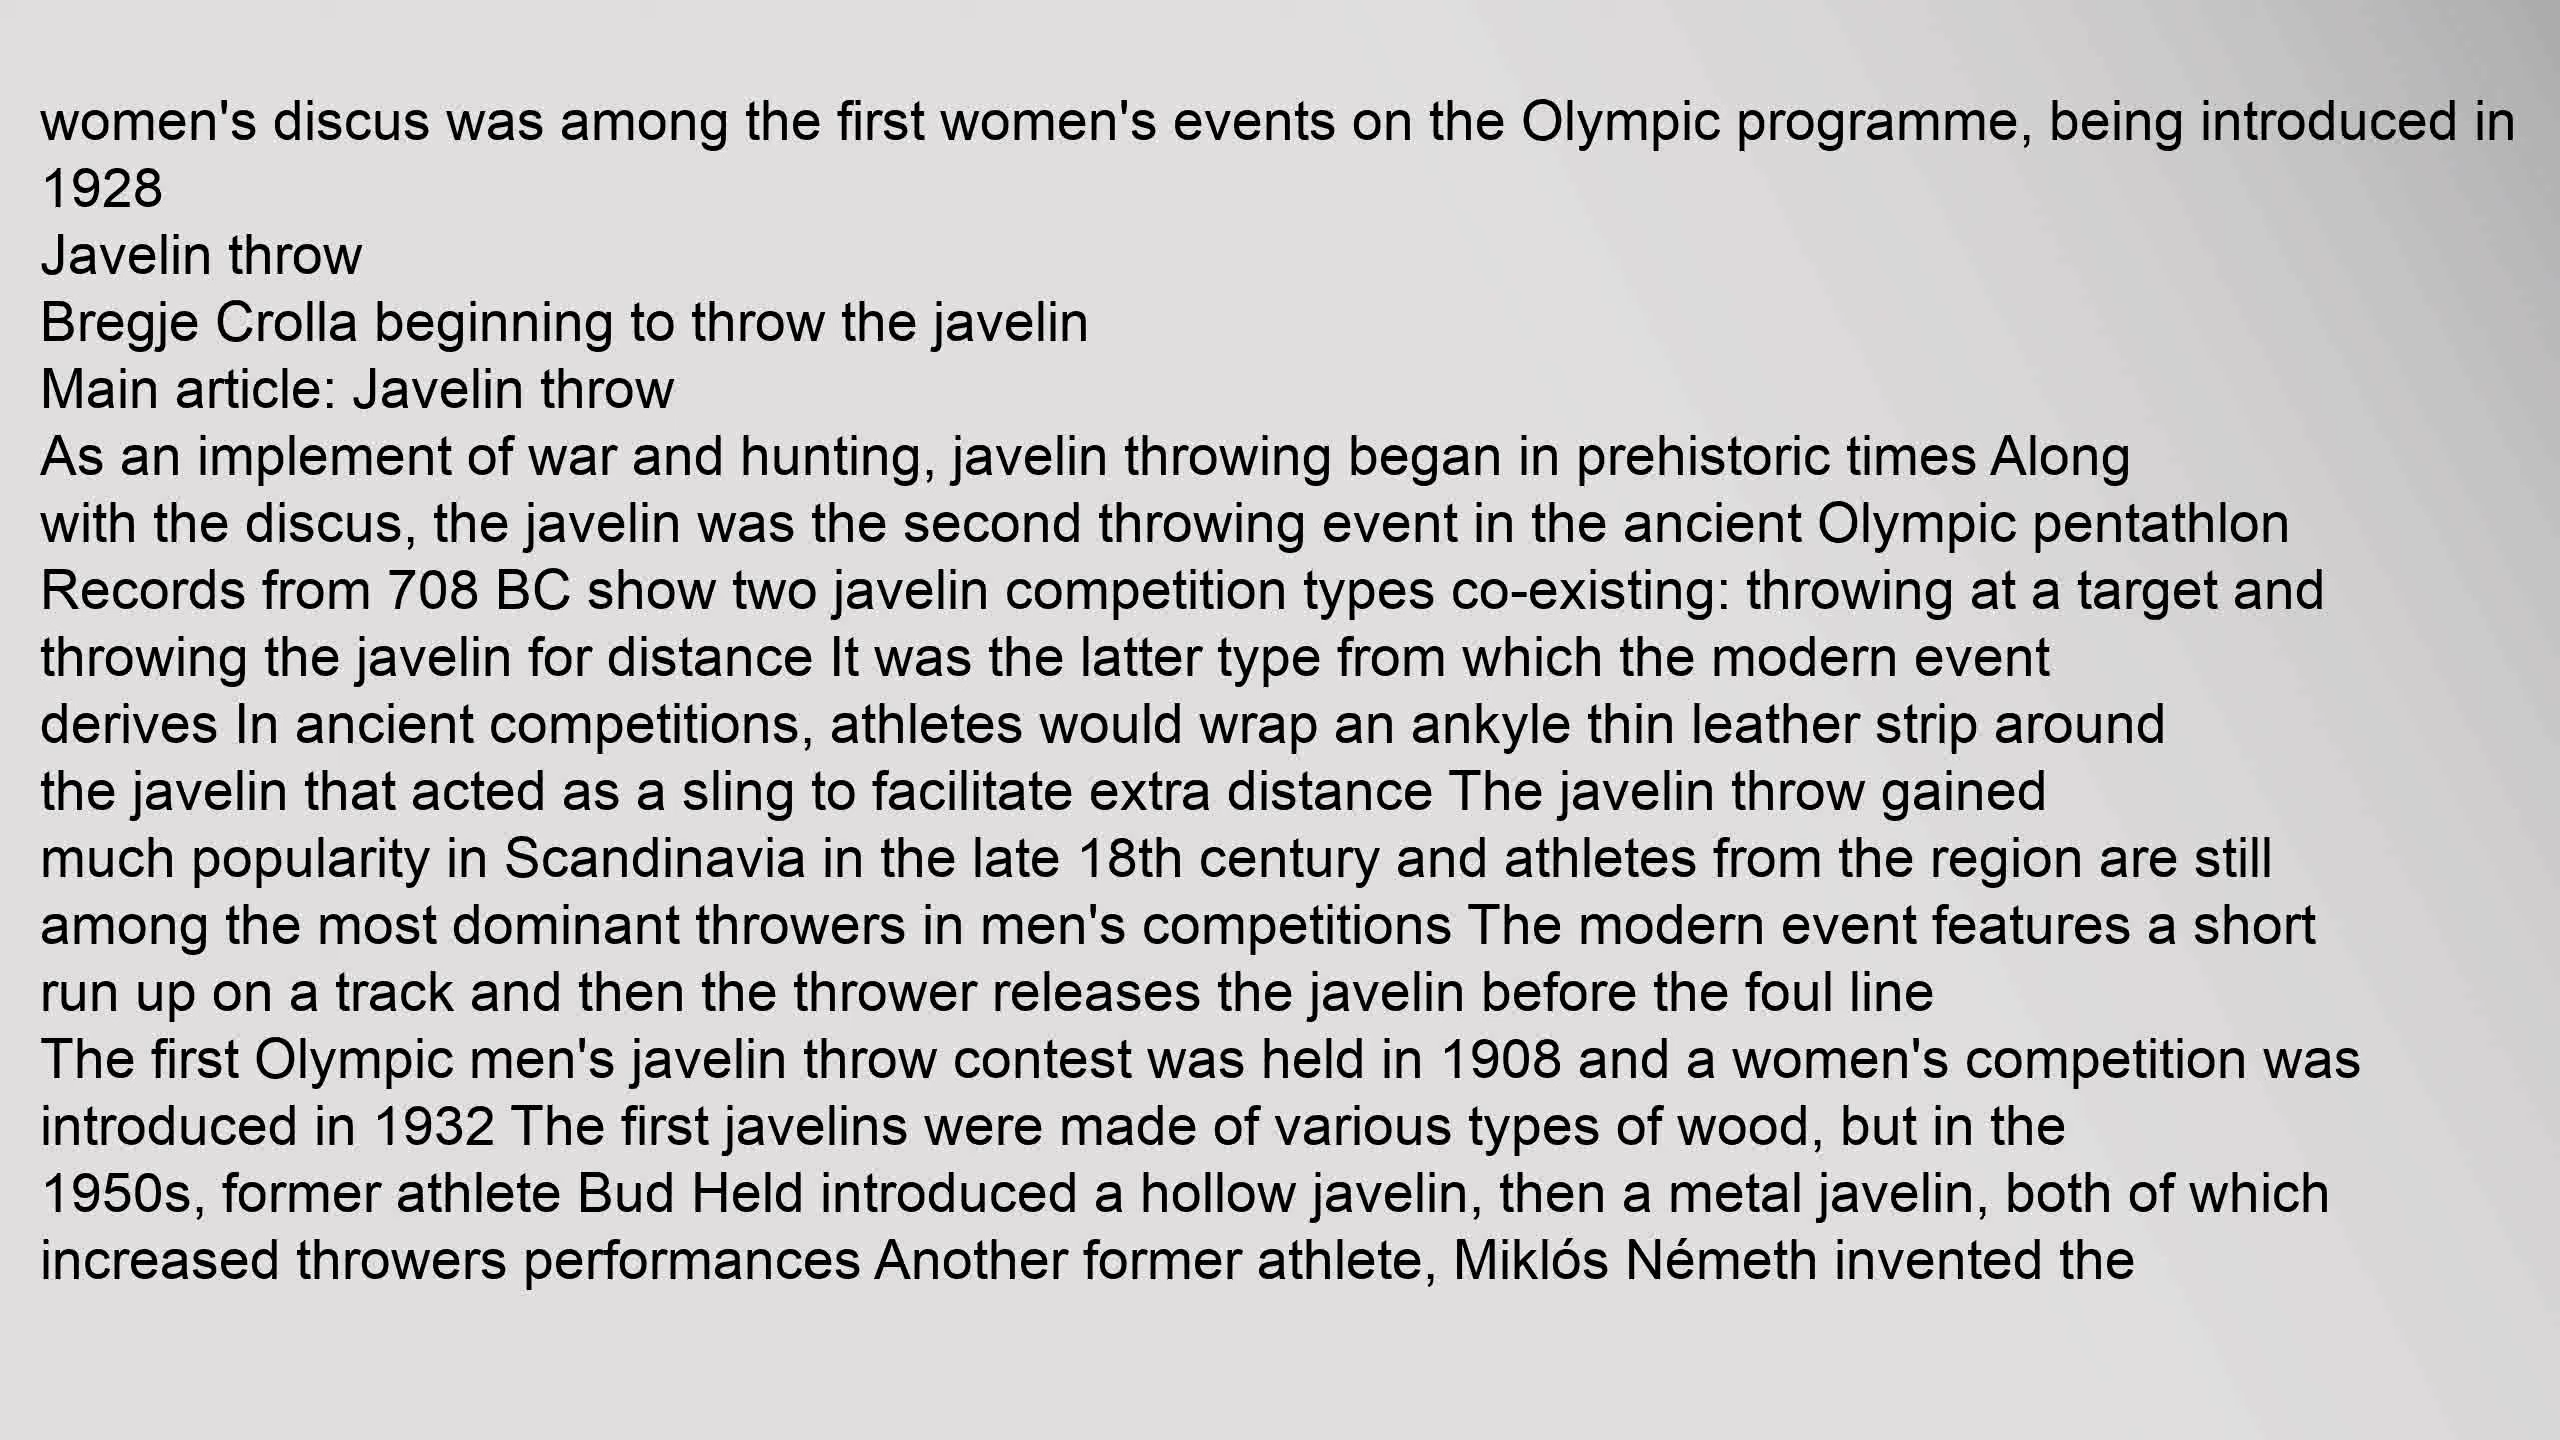 women's discus was among the first women's events on the Olympic programme, being introduced in
1928
Javelin throw
Bregje Crolla beginning to throw the javelin
Main article: Javelin throw
As an implement of war and hunting, javelin throwing began in prehistoric times Along
with the discus, the javelin was the second throwing event in the ancient Olympic pentathlon
Records from 708 BC show two javelin competition types co-existing: throwing at a target and
throwing the javelin for distance It was the latter type from which the modern event
derives In ancient competitions, athletes would wrap an ankyle thin leather strip around
the javelin that acted as a sling to facilitate extra distance The javelin throw gained
much popularity in Scandinavia in the late 18th century and athletes from the region are still
among the most dominant throwers in men's competitions The modern event features a short
run up on a track and then the thrower releases the javelin before the foul line
The first Olympic men's javelin throw contest was held in 1908 and a women's competition was
introduced in 1932 The first javelins were made of various types of wood, but in the
1950s, former athlete Bud Held introduced a hollow javelin, then a metal javelin, both of which
increased throwers performances Another former athlete, Miklós Németh invented the